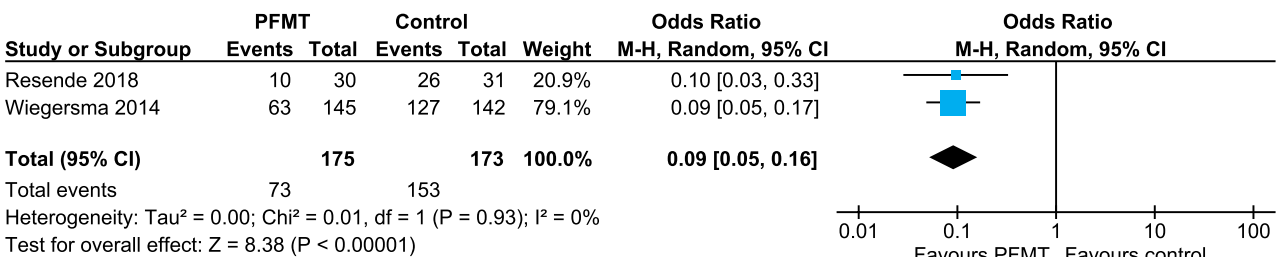 PFMT Control Odds Ratio Odds Ratio
Study or Subgroup Events Total Events Total Weight M-H, Random, 95% CI M-H, Random, 95% CI
Resende 2018 10 30 26 31 20.9% 0.10 [0.03, 0.33]
Wiegersma 2014 63 145 127 142 79.1% 0.09 [0.05, 0.17]
Total (95% CI) 175 173 100.0% 0.09 [0.05, 0.16]
Total events 73 153
Heterogeneity: Tau² = 0.00; Chi² = 0.01, df = 1 (P = 0.93); I² = 0%
Test for overall effect: Z = 8.38 (P < 0.00001)
0.01 0.1 1 10 100
Favours PFMT Favours control